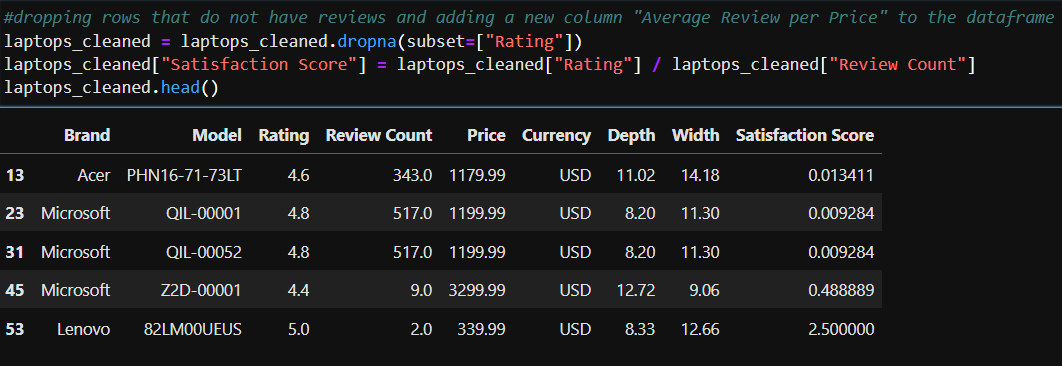 #dropping rows that do not have reviews and adding a new column "Average Review per Price" to the dataframe
laptops_cleaned = laptops_cleaned.dropna(subset=["Rating"])
laptops_cleaned["Satisfaction Score"] = laptops_cleaned["Rating"] / laptops_cleaned["Review Count"]
laptops_cleaned.head()
Brand Model Rating Review Count Price Currency Depth Width Satisfaction Score
13 Acer PHN16-71-73LT 4.6 343.0 1179.99 USD 11.02 14.18 0.013411
23 Microsoft QIL-00001 4.8 517.0 1199.99 USD 8.20 11.30 0.009284
31 Microsoft QIL-00052 4.8 517.0 1199.99 USD 8.20 11.30 0.009284
45 Microsoft Z2D-00001 4.4 9.0 3299.99 USD 12.72 9.06 0.488889
53 Lenovo 82LM00UEUS 5.0 2.0 339.99 USD 8.33 12.66 2.500000